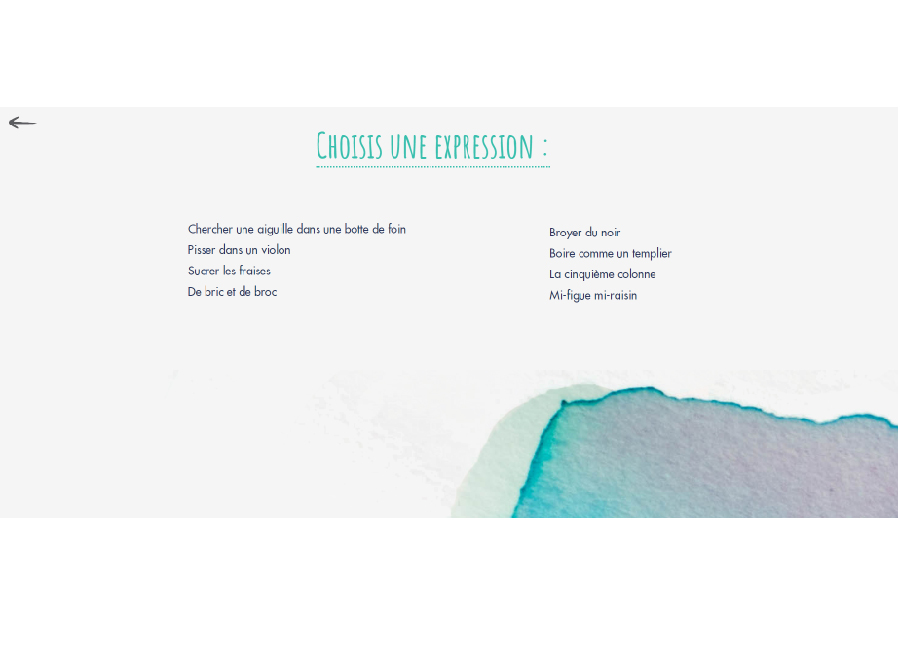 Choisis une expression :
Chercher une aiguille dans une botte de foin
Pisser dans un violon
Sucrer les fraises
De bric et de broc
Broyer du noir
Boire comme un templier
La cinquième colonne
Mi-figue mi-raisin